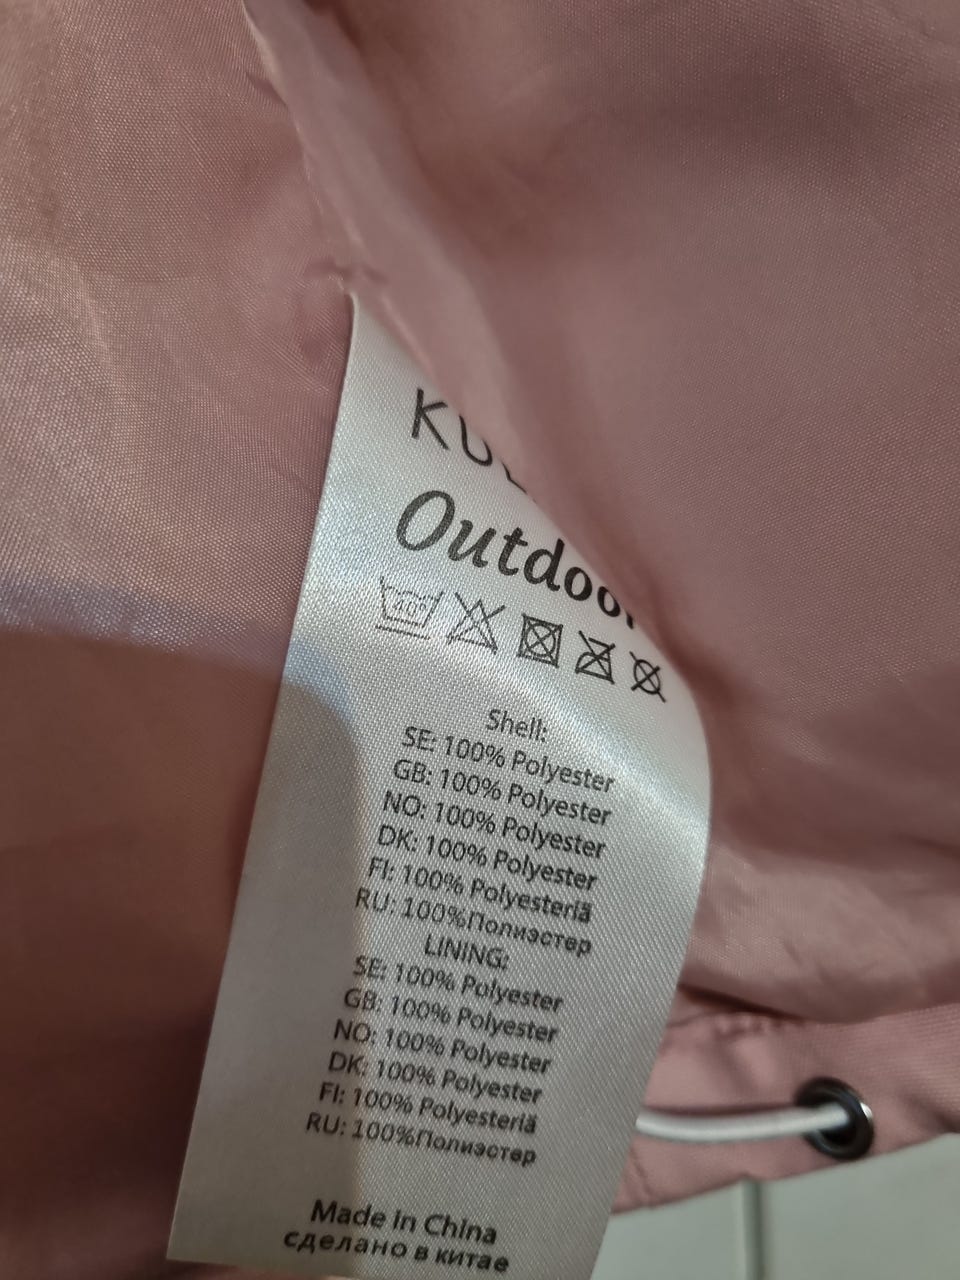 Outdoor
40°
Shell:
SE: 100% Polyester
GB: 100% Polyester
NO: 100% Polyester
DK: 100% Polyester
FI: 100% Polyesteriä
RU: 100%Полиэстер
LINING:
SE: 100% Polyester
GB: 100% Polyester
NO: 100% Polyester
DK: 100% Polyester
FI: 100% Polyesteriä
RU: 100%Полиэстер
Made in China
сделано в китае